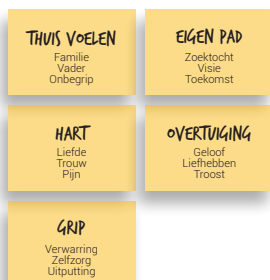 THUIS VOELEN
Familie
Vader
Onbegrip
EIGEN PAD
Zoektocht
Visie
Toekomst
HART
Liefde
Trouw
Pijn
OVERTUIGING
Geloof
Liefhebben
Troost
GRIP
Verwarring
Zelfzorg
Uitputting